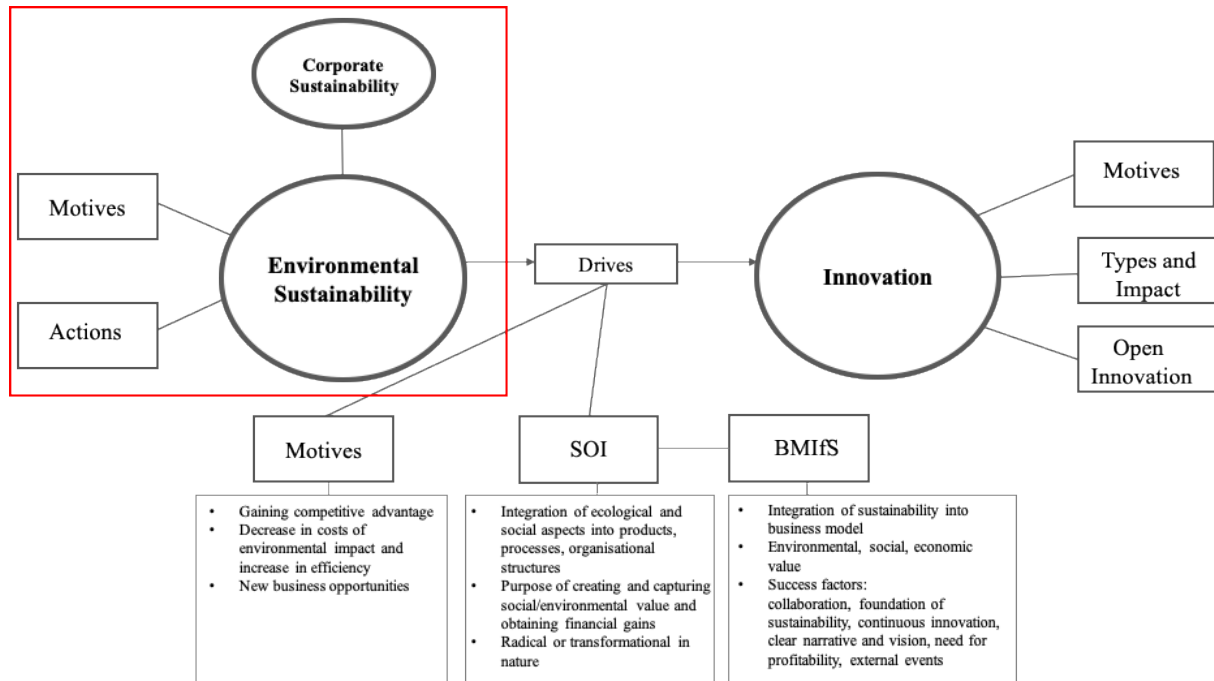 Corporate
Sustainability
Motives
Actions
Environmental
Sustainability
Drives
Innovation
Motives
Types and
Impact
Open
Innovation
Motives
SOI
BMIfS
• Gaining competitive advantage
• Decrease in costs of
environmental impact and
increase in efficiency
• New business opportunities
• Integration of ecological and
social aspects into products,
processes, organisational
structures
• Purpose of creating and capturing
social/environmental value and
obtaining financial gains
• Radical or transformational in
nature
• Integration of sustainability into
business model
• Environmental, social, economic
value
• Success factors:
collaboration, foundation of
sustainability, continuous innovation,
clear narrative and vision, need for
profitability, external events